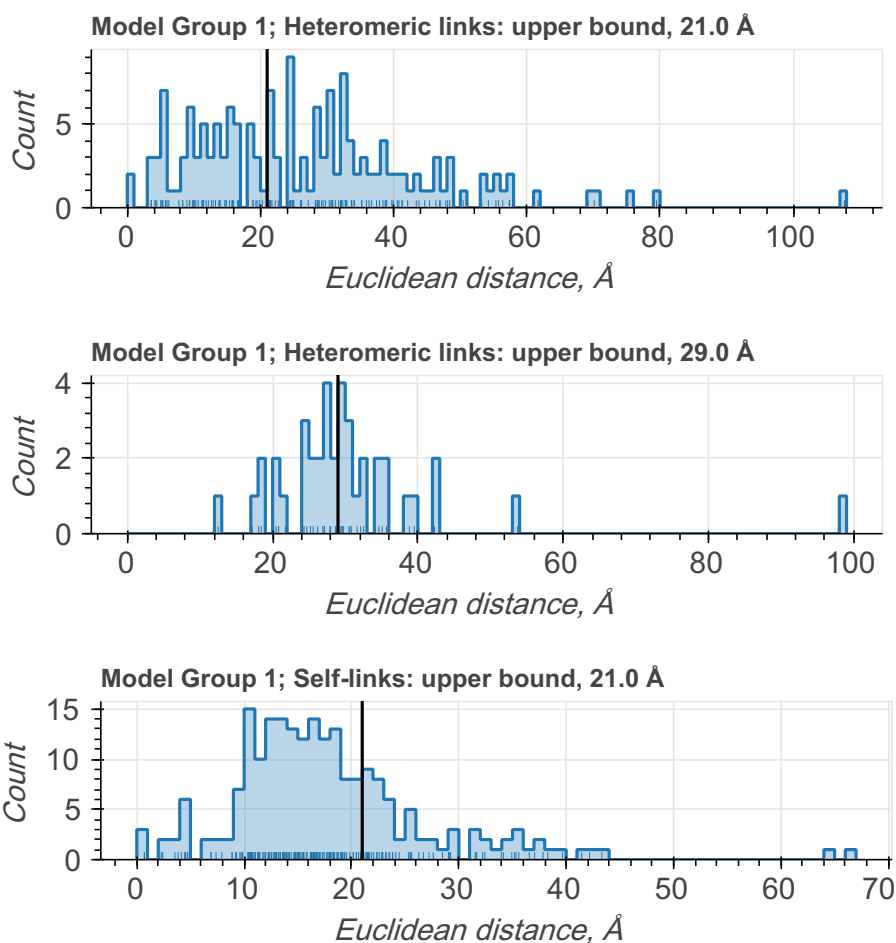 Model Group 1; Heteromeric links: upper bound, 21.0 Å
Count
5
0
0 20 40 60 80 100
Euclidean distance, Å
Model Group 1; Heteromeric links: upper bound, 29.0 Å
Count
4
2
0
0 20 40 60 80 100
Euclidean distance, Å
Model Group 1; Self-links: upper bound, 21.0 Å
Count
15
10
5
0
0 10 20 30 40 50 60 70
Euclidean distance, Å